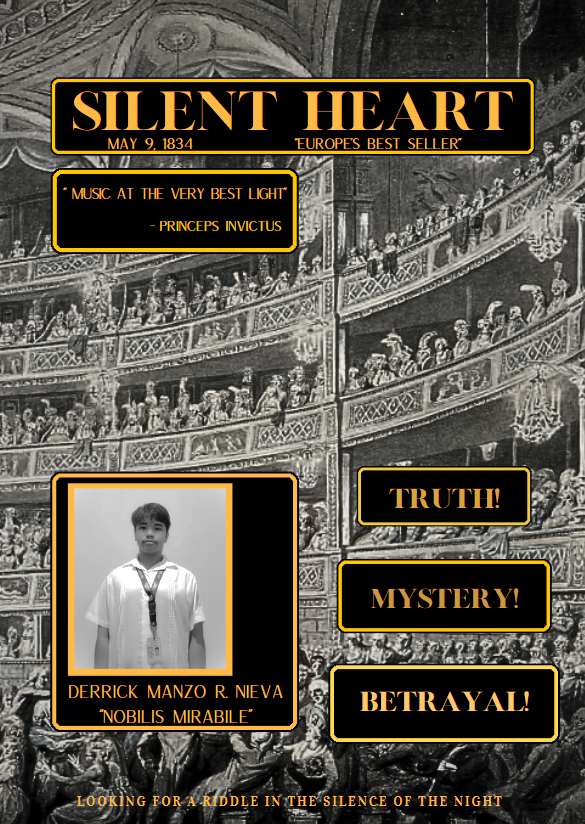 SILENT HEART
MAY 9, 1834 "EUROPE'S BEST SELLER"
" MUSIC AT THE VERY BEST LIGHT"
- PRINCEPS INVICTUS
TRUTH!
MYSTERY!
BETRAYAL!
DERRICK MANZO R. NIEVA
"NOBILIS MIRABILE"
LOOKING FOR A RIDDLE IN THE SILENCE OF THE NIGHT